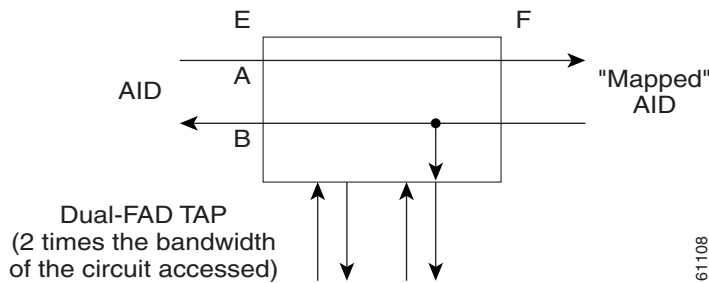 E
F
A
AID
"Mapped"
AID
B
Dual-FAD TAP
(2 times the bandwidth
of the circuit accessed)
61108